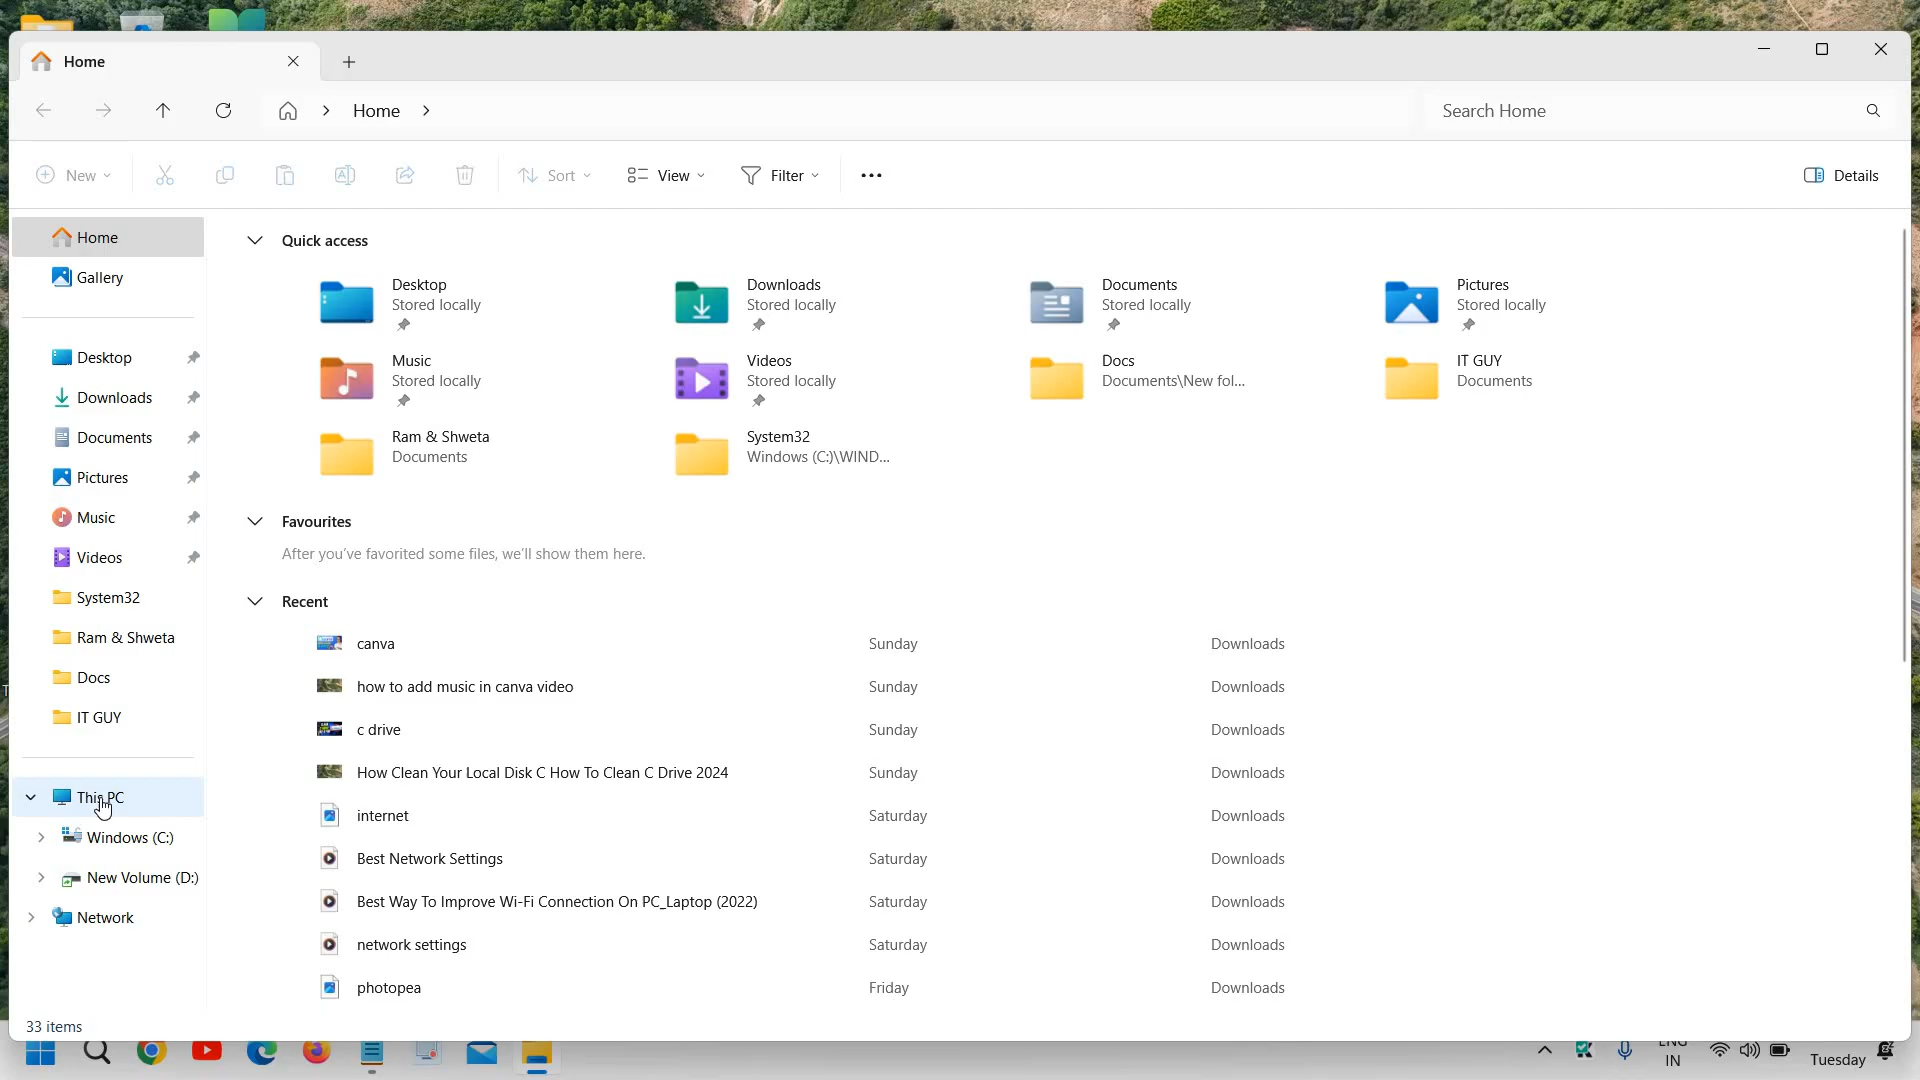 Home
Home
Search Home
New
Sort
View
Filter
Details
Home
Gallery
Desktop
Downloads
Documents
Pictures
Music
Videos
System32
Ram & Shweta
Docs
IT GUY
This PC
Windows (C:)
New Volume (D:)
Network
Quick access
Desktop
Stored locally
Downloads
Stored locally
Documents
Stored locally
Pictures
Stored locally
Music
Stored locally
Videos
Stored locally
Docs
Documents\New fol...
IT GUY
Documents
Ram & Shweta
Documents
System32
Windows (C:)\WIND...
Favourites
After you've favorited some files, we'll show them here.
Recent
canva Sunday Downloads
how to add music in canva video Sunday Downloads
c drive Sunday Downloads
How Clean Your Local Disk C How To Clean C Drive 2024 Sunday Downloads
internet Saturday Downloads
Best Network Settings Saturday Downloads
Best Way To Improve Wi-Fi Connection On PC_Laptop (2022) Saturday Downloads
network settings Saturday Downloads
photopea Friday Downloads
33 items
ENG
IN
Tuesday